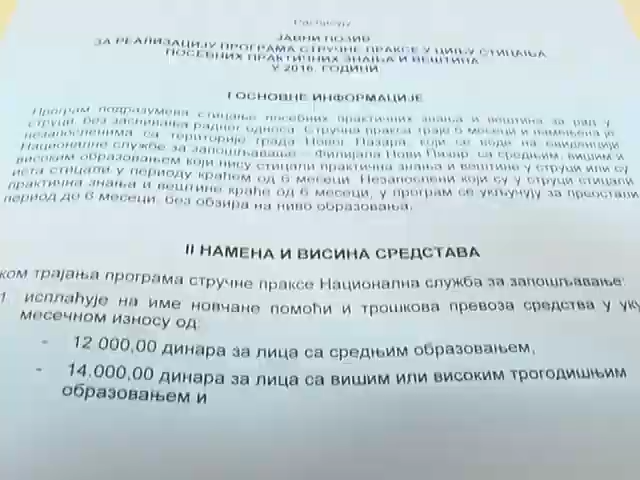 Расписују
ЈАВНИ ПОЗИВ
ЗА РЕАЛИЗАЦИЈУ ПРОГРАМА СТРУЧНЕ ПРАКСЕ У ЦИЉУ СТИЦАЊА
ПОСЕБНИХ ПРАКТИЧНИХ ЗНАЊА И ВЕШТИНА
У 2016. ГОДИНИ
I ОСНОВНЕ ИНФОРМАЦИЈЕ
Програм подразумева стицање посебних практичних знања и вештина за рад у
струци, без заснивања радног односа. Стручна пракса траје 6 месеци и намењена је
незапосленима са територије града Новог Пазара, који се воде на евиденцији
Националне службе за запошљавање – Филијала Нови Пазар, са средњим, вишим и
високим образовањем који нису стицали практична знања и вештине у струци или су
иста стицали у периоду краћем од 6 месеци. Незапослени који су у струци стицали
практична знања и вештине краће од 6 месеци, у програм се укључују за преостали
период до 6 месеци, без обзира на ниво образовања.
II НАМЕНА И ВИСИНА СРЕДСТАВА
ком трајања програма стручне праксе Национална служба за запошљавање:
1. исплаћује на име новчане помоћи и трошкова превоза средства у уку
месечном износу од:
- 12.000,00 динара за лица са средњим образовањем,
- 14.000,00 динара за лица са вишим или високим трогодишњим
образовањем и